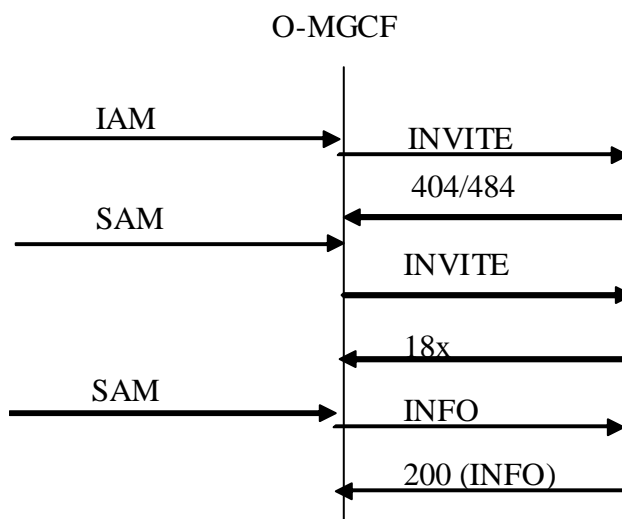 O-MGCF
IAM
INVITE
404/484
SAM
INVITE
18x
SAM
INFO
200 (INFO)